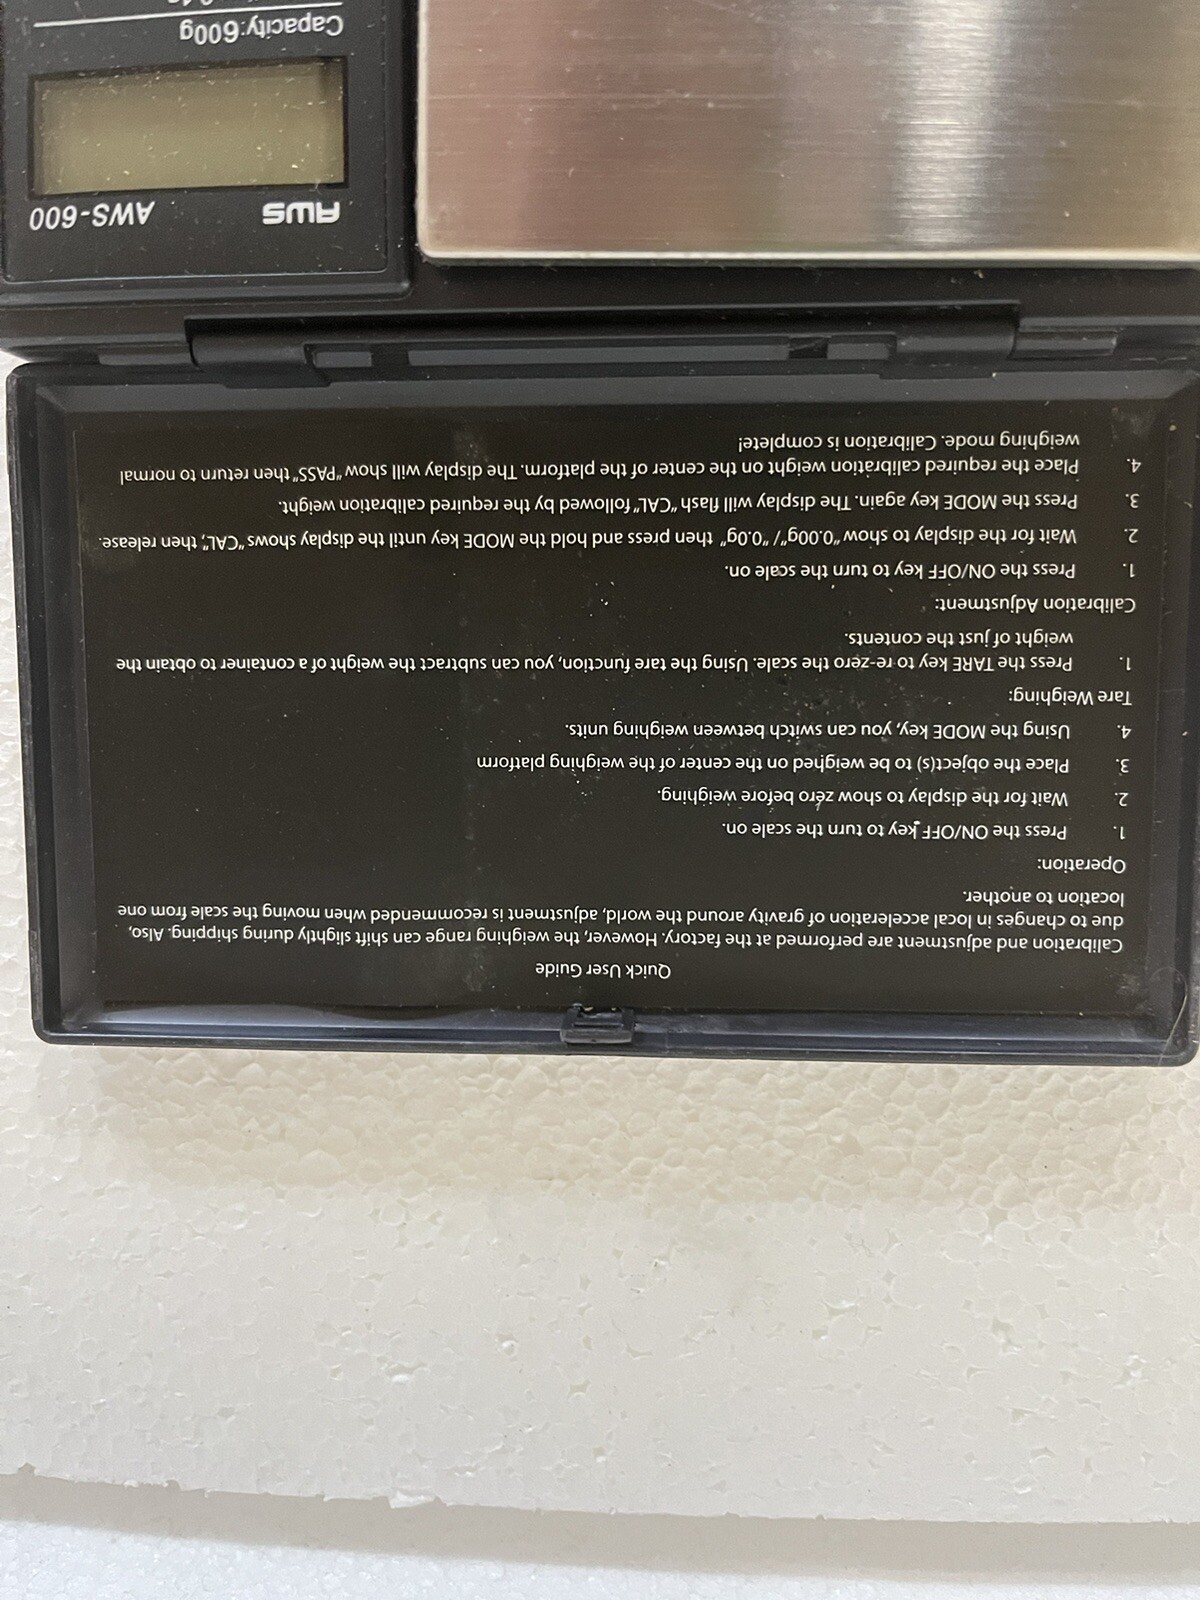 Quick User Guide
Calibration and adjustment are performed at the factory. However, the weighing range can shift slightly during shipping. Also,
due to changes in local acceleration of gravity around the world, adjustment is recommended when moving the scale from one
location to another.
Operation:
1. Press the ON/OFF key to turn the scale on.
2. Wait for the display to show zero before weighing.
3. Place the object(s) to be weighed on the center of the weighing platform
4. Using the MODE key, you can switch between weighing units.
Tare Weighing:
1. Press the TARE key to re-zero the scale. Using the tare function, you can subtract the weight of a container to obtain the
weight of just the contents.
Calibration Adjustment:
1. Press the ON/OFF key to turn the scale on.
2. Wait for the display to show "0.00g"/ "0.0g" then press and hold the MODE key until the display shows "CAL", then release.
3. Press the MODE key again. The display will flash "CAL" followed by the required calibration weight.
4. Place the required calibration weight on the center of the platform. The display will show "PASS" then return to normal
weighing mode. Calibration is complete!
AWS AWS-600
Capacity:600g